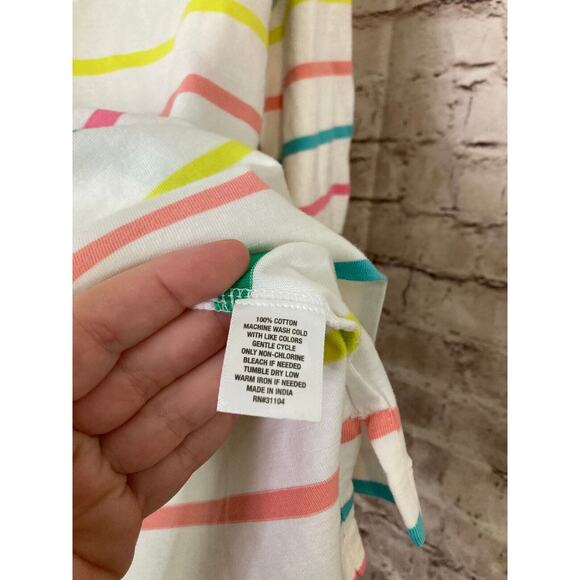 100% COTTON
MACHINE WASH COLD
WITH LIKE COLORS
GENTLE CYCLE
ONLY NON-CHLORINE
BLEACH IF NEEDED
TUMBLE DRY LOW
WARM IRON IF NEEDED
MADE IN INDIA
RN#31104